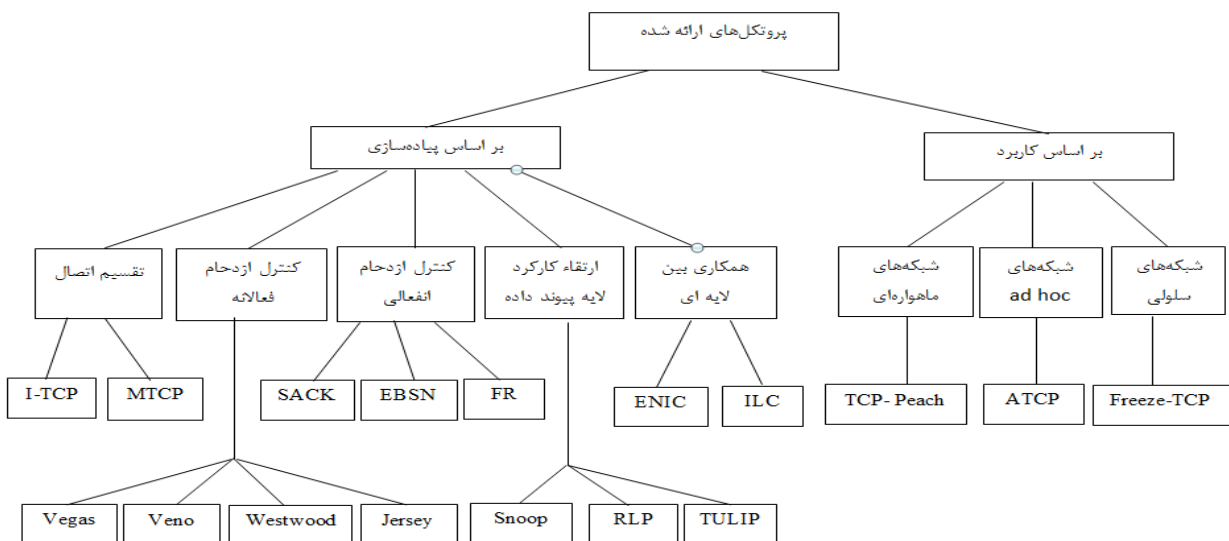 پروتکل‌های ارائه شده
بر اساس کاربرد
بر اساس پیاده‌سازی
شبکه‌های
سلولی
شبکه‌های
ad hoc
شبکه‌های
ماهواره‌ای
همکاری بین
لایه ای
ارتقاء کارکرد
لایه پیوند داده
کنترل ازدحام
انفعالی
کنترل ازدحام
فعالانه
تقسیم اتصال
I-TCP
MTCP
SACK
EBSN
FR
ENIC
ILC
TCP- Peach
ATCP
Freeze-TCP
Vegas
Veno
Westwood
Jersey
Snoop
RLP
TULIP